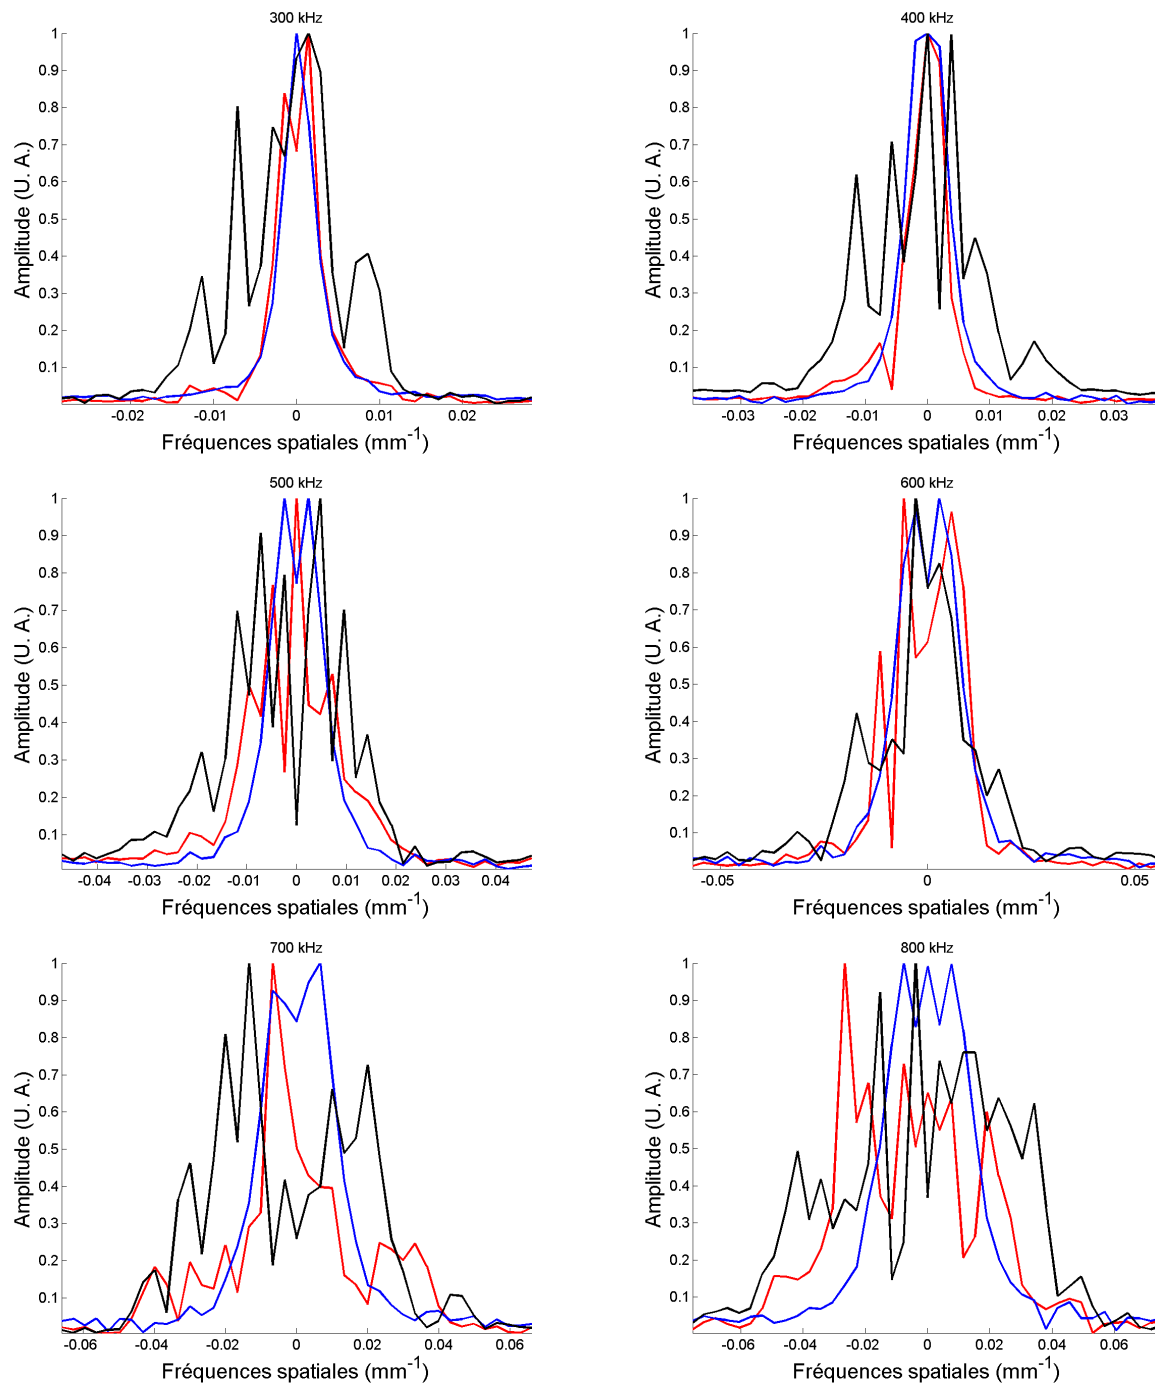 300 kHz
1
0.9
0.8
0.7
0.6
0.5
0.4
0.3
0.2
0.1
Amplitude (U. A.)
-0.02 -0.01 0 0.01 0.02
Fréquences spatiales (mm-1)
400 kHz
1
0.9
0.8
0.7
0.6
0.5
0.4
0.3
0.2
0.1
Amplitude (U. A.)
-0.03 -0.02 -0.01 0 0.01 0.02 0.03
Fréquences spatiales (mm-1)
500 kHz
1
0.9
0.8
0.7
0.6
0.5
0.4
0.3
0.2
0.1
Amplitude (U. A.)
-0.04 -0.03 -0.02 -0.01 0 0.01 0.02 0.03 0.04
Fréquences spatiales (mm-1)
600 kHz
1
0.9
0.8
0.7
0.6
0.5
0.4
0.3
0.2
0.1
Amplitude (U. A.)
-0.05 0 0.05
Fréquences spatiales (mm-1)
700 kHz
1
0.9
0.8
0.7
0.6
0.5
0.4
0.3
0.2
0.1
Amplitude (U. A.)
-0.06 -0.04 -0.02 0 0.02 0.04 0.06
Fréquences spatiales (mm-1)
800 kHz
1
0.9
0.8
0.7
0.6
0.5
0.4
0.3
0.2
0.1
Amplitude (U. A.)
-0.06 -0.04 -0.02 0 0.02 0.04 0.06
Fréquences spatiales (mm-1)